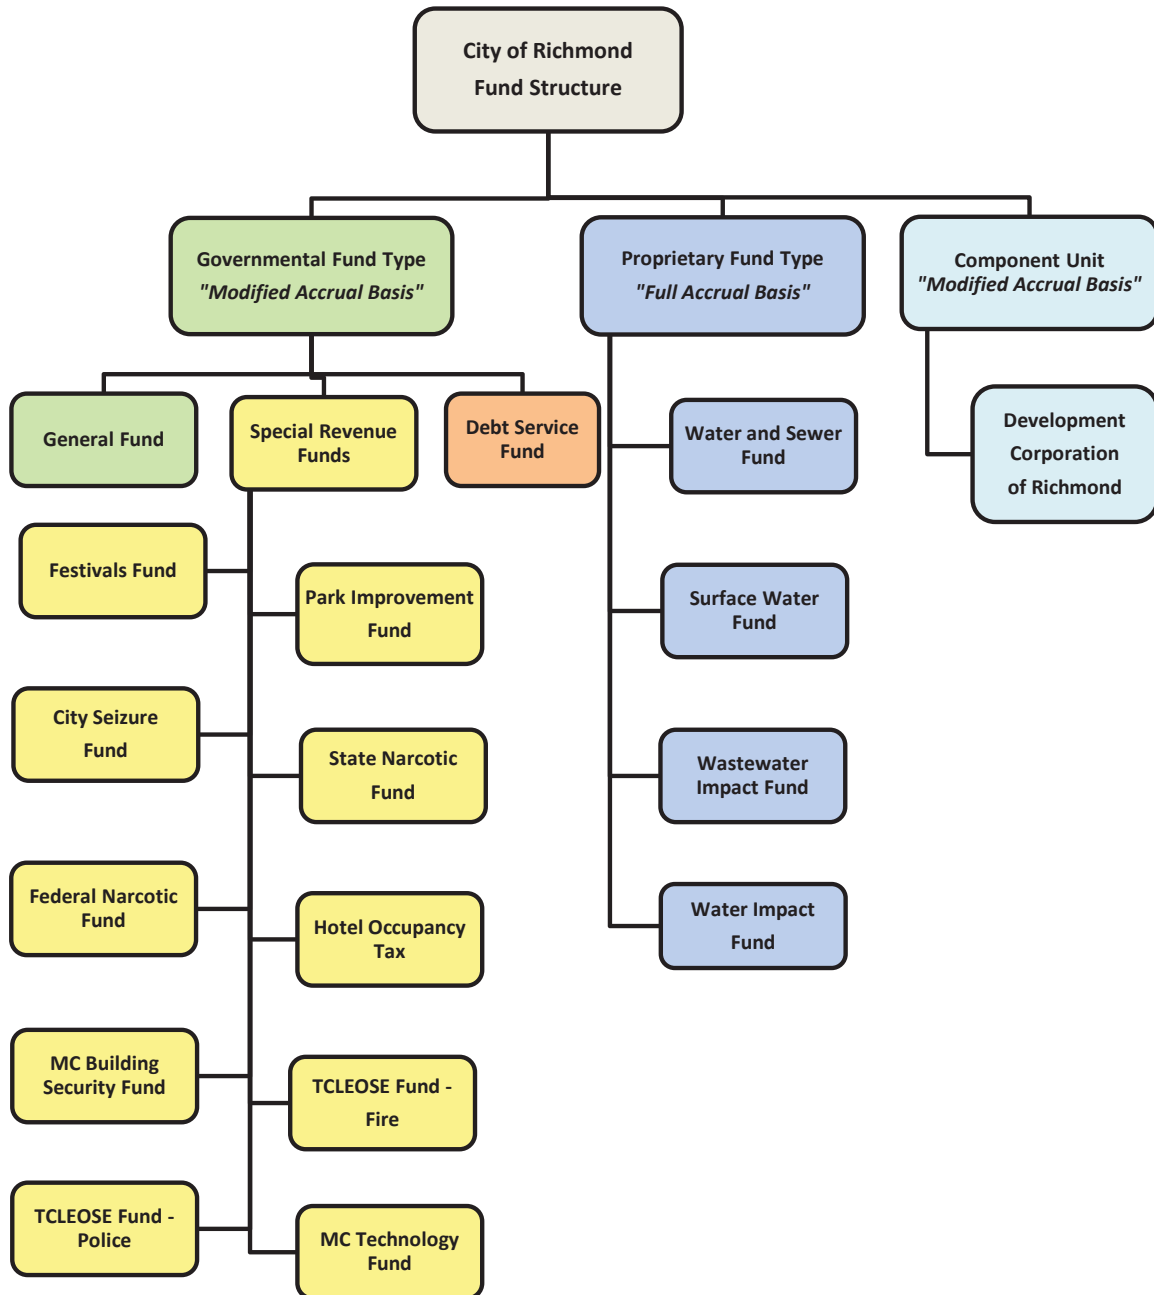 City of Richmond
Fund Structure
Governmental Fund Type
"Modified Accrual Basis"
Proprietary Fund Type
"Full Accrual Basis"
Component Unit
"Modified Accrual Basis"
General Fund
Special Revenue
Funds
Debt Service
Fund
Water and Sewer
Fund
Development
Corporation
of Richmond
Festivals Fund
Park Improvement
Fund
Surface Water
Fund
City Seizure
Fund
State Narcotic
Fund
Wastewater
Impact Fund
Federal Narcotic
Fund
Hotel Occupancy
Tax
Water Impact
Fund
MC Building
Security Fund
TCLEOSE Fund -
Fire
TCLEOSE Fund -
Police
MC Technology
Fund